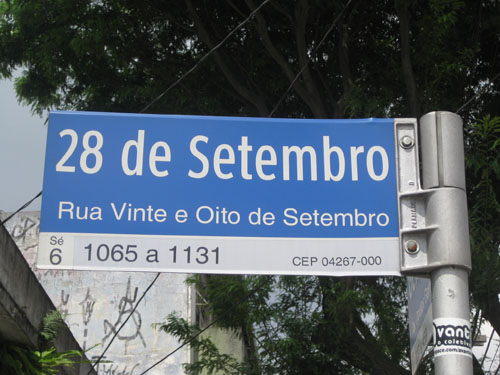 28 de Setembro
Rua Vinte e Oito de Setembro
Sé
6
1065 a 1131
CEP 04267-000